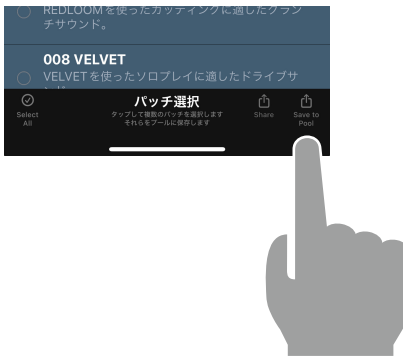 REDLOOMを使ったカッティングに適したクラン
チサウンド。
008 VELVET
VELVETを使ったソロプレイに適したドライブサ
パッチ選択
タップして複数のパッチを選択します
それらをプールに保存します
Select
All
Share
Save to
Pool